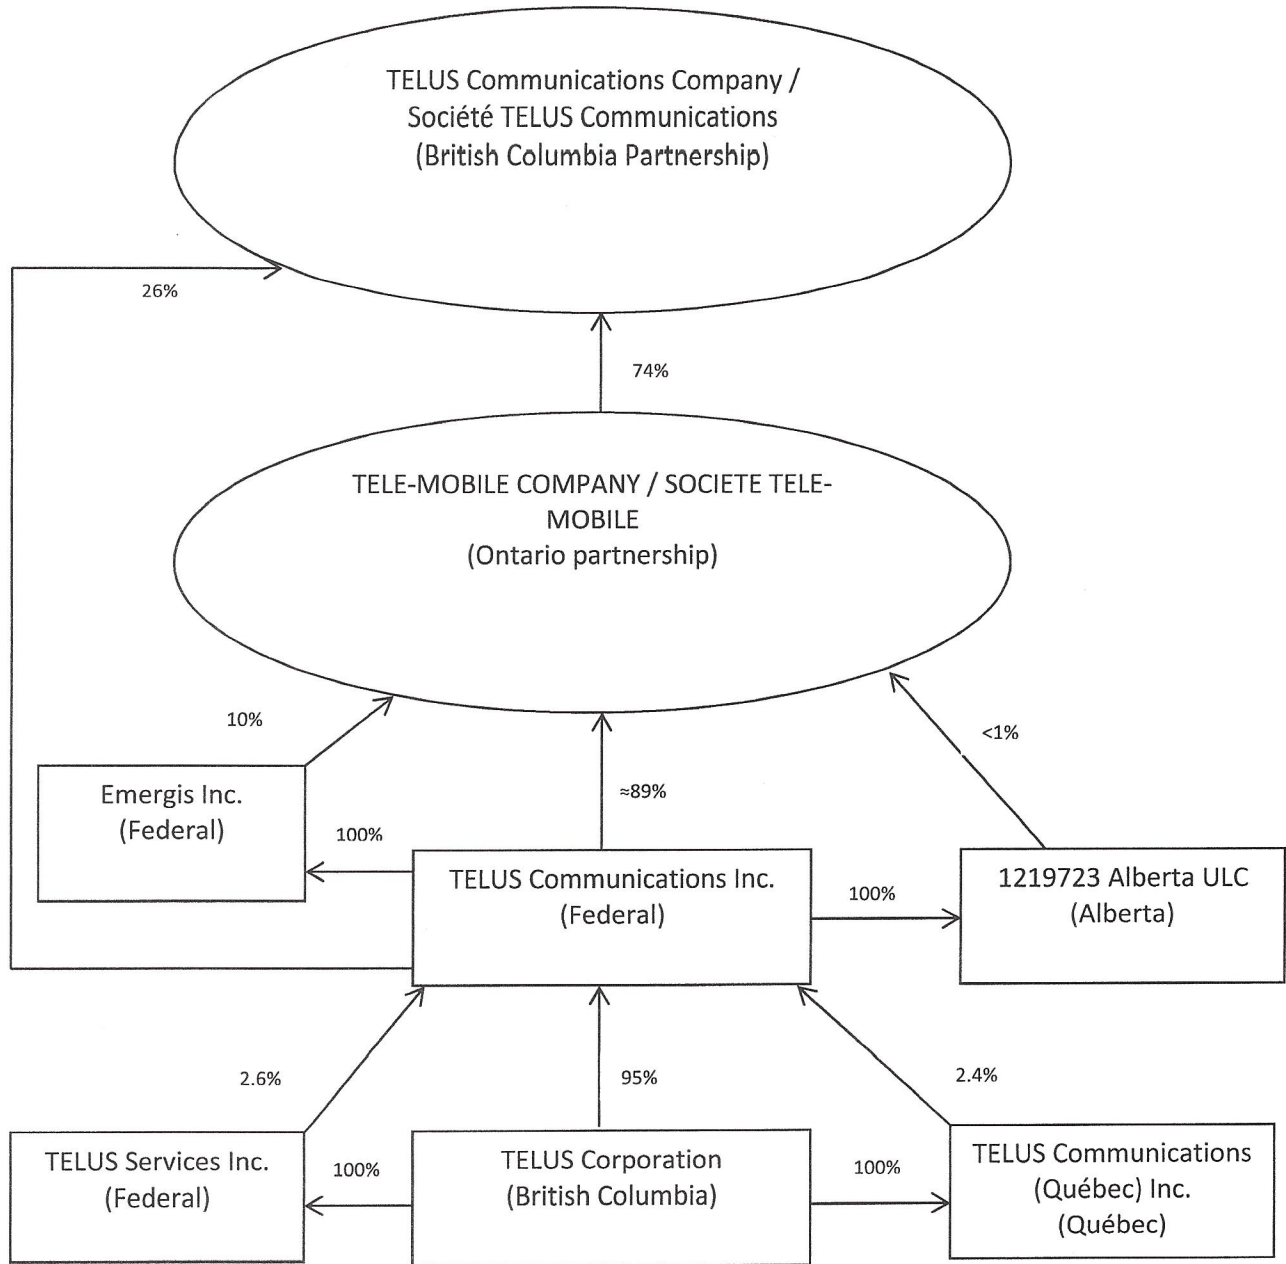 TELUS Communications Company /
Société TELUS Communications
(British Columbia Partnership)
26%
74%
TELE-MOBILE COMPANY / SOCIETE TELE-
MOBILE
(Ontario partnership)
10%
<1%
≈89%
Emergis Inc.
(Federal)
100%
TELUS Communications Inc.
(Federal)
100%
1219723 Alberta ULC
(Alberta)
2.6%
95%
2.4%
TELUS Services Inc.
(Federal)
100%
TELUS Corporation
(British Columbia)
100%
TELUS Communications
(Québec) Inc.
(Québec)